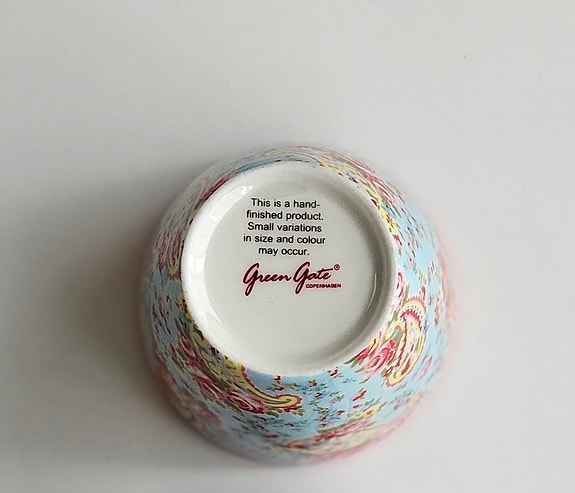 This is a hand-
finished product.
Small variations
in size and colour
may occur.
Green Gate®
COPENHAGEN